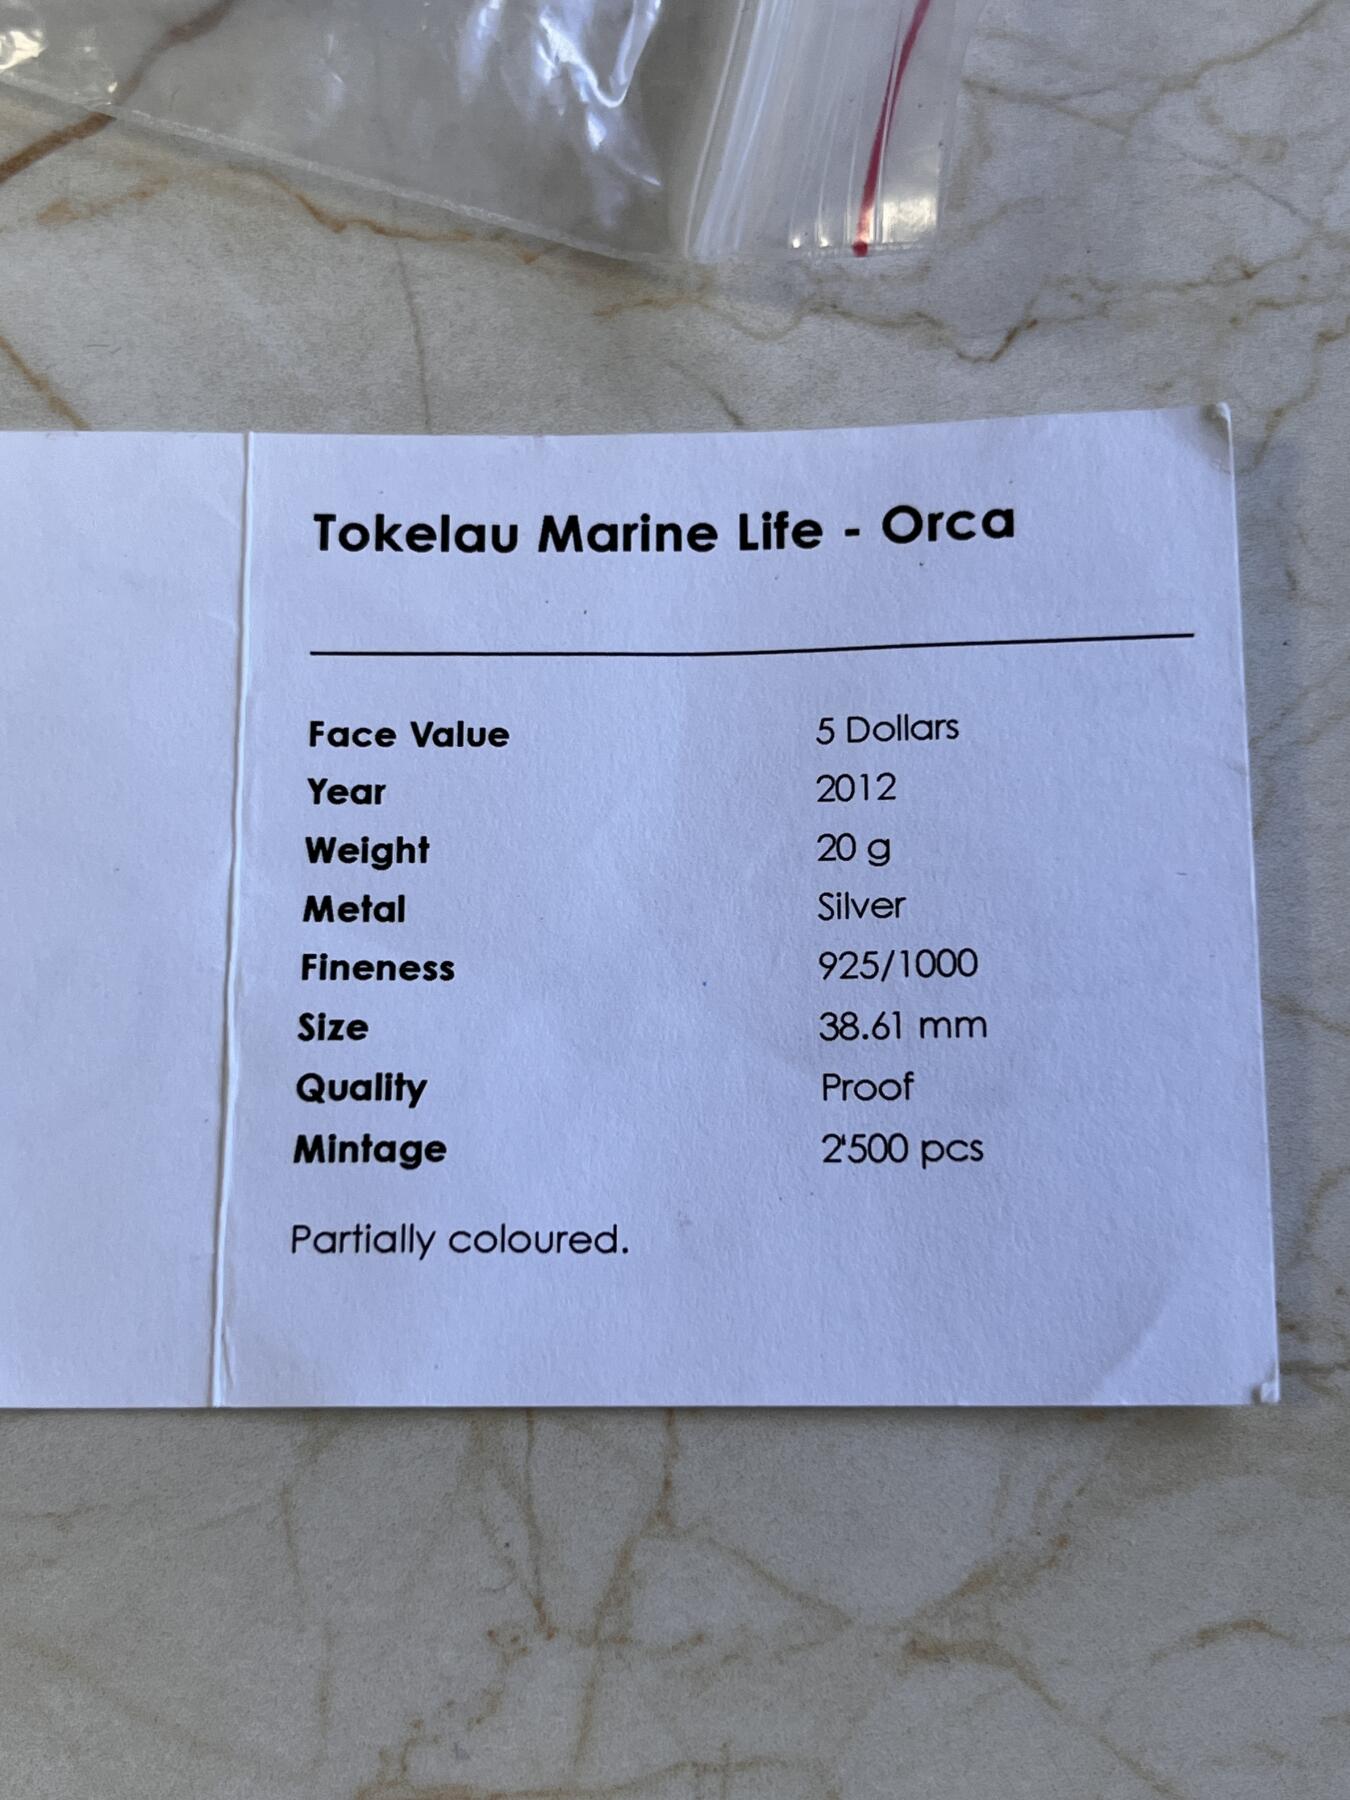 Tokelau Marine Life - Orca
Face Value 5 Dollars
Year 2012
Weight 20 g
Metal Silver
Fineness 925/1000
Size 38.61 mm
Quality Proof
Mintage 2'500 pcs
Partially coloured.